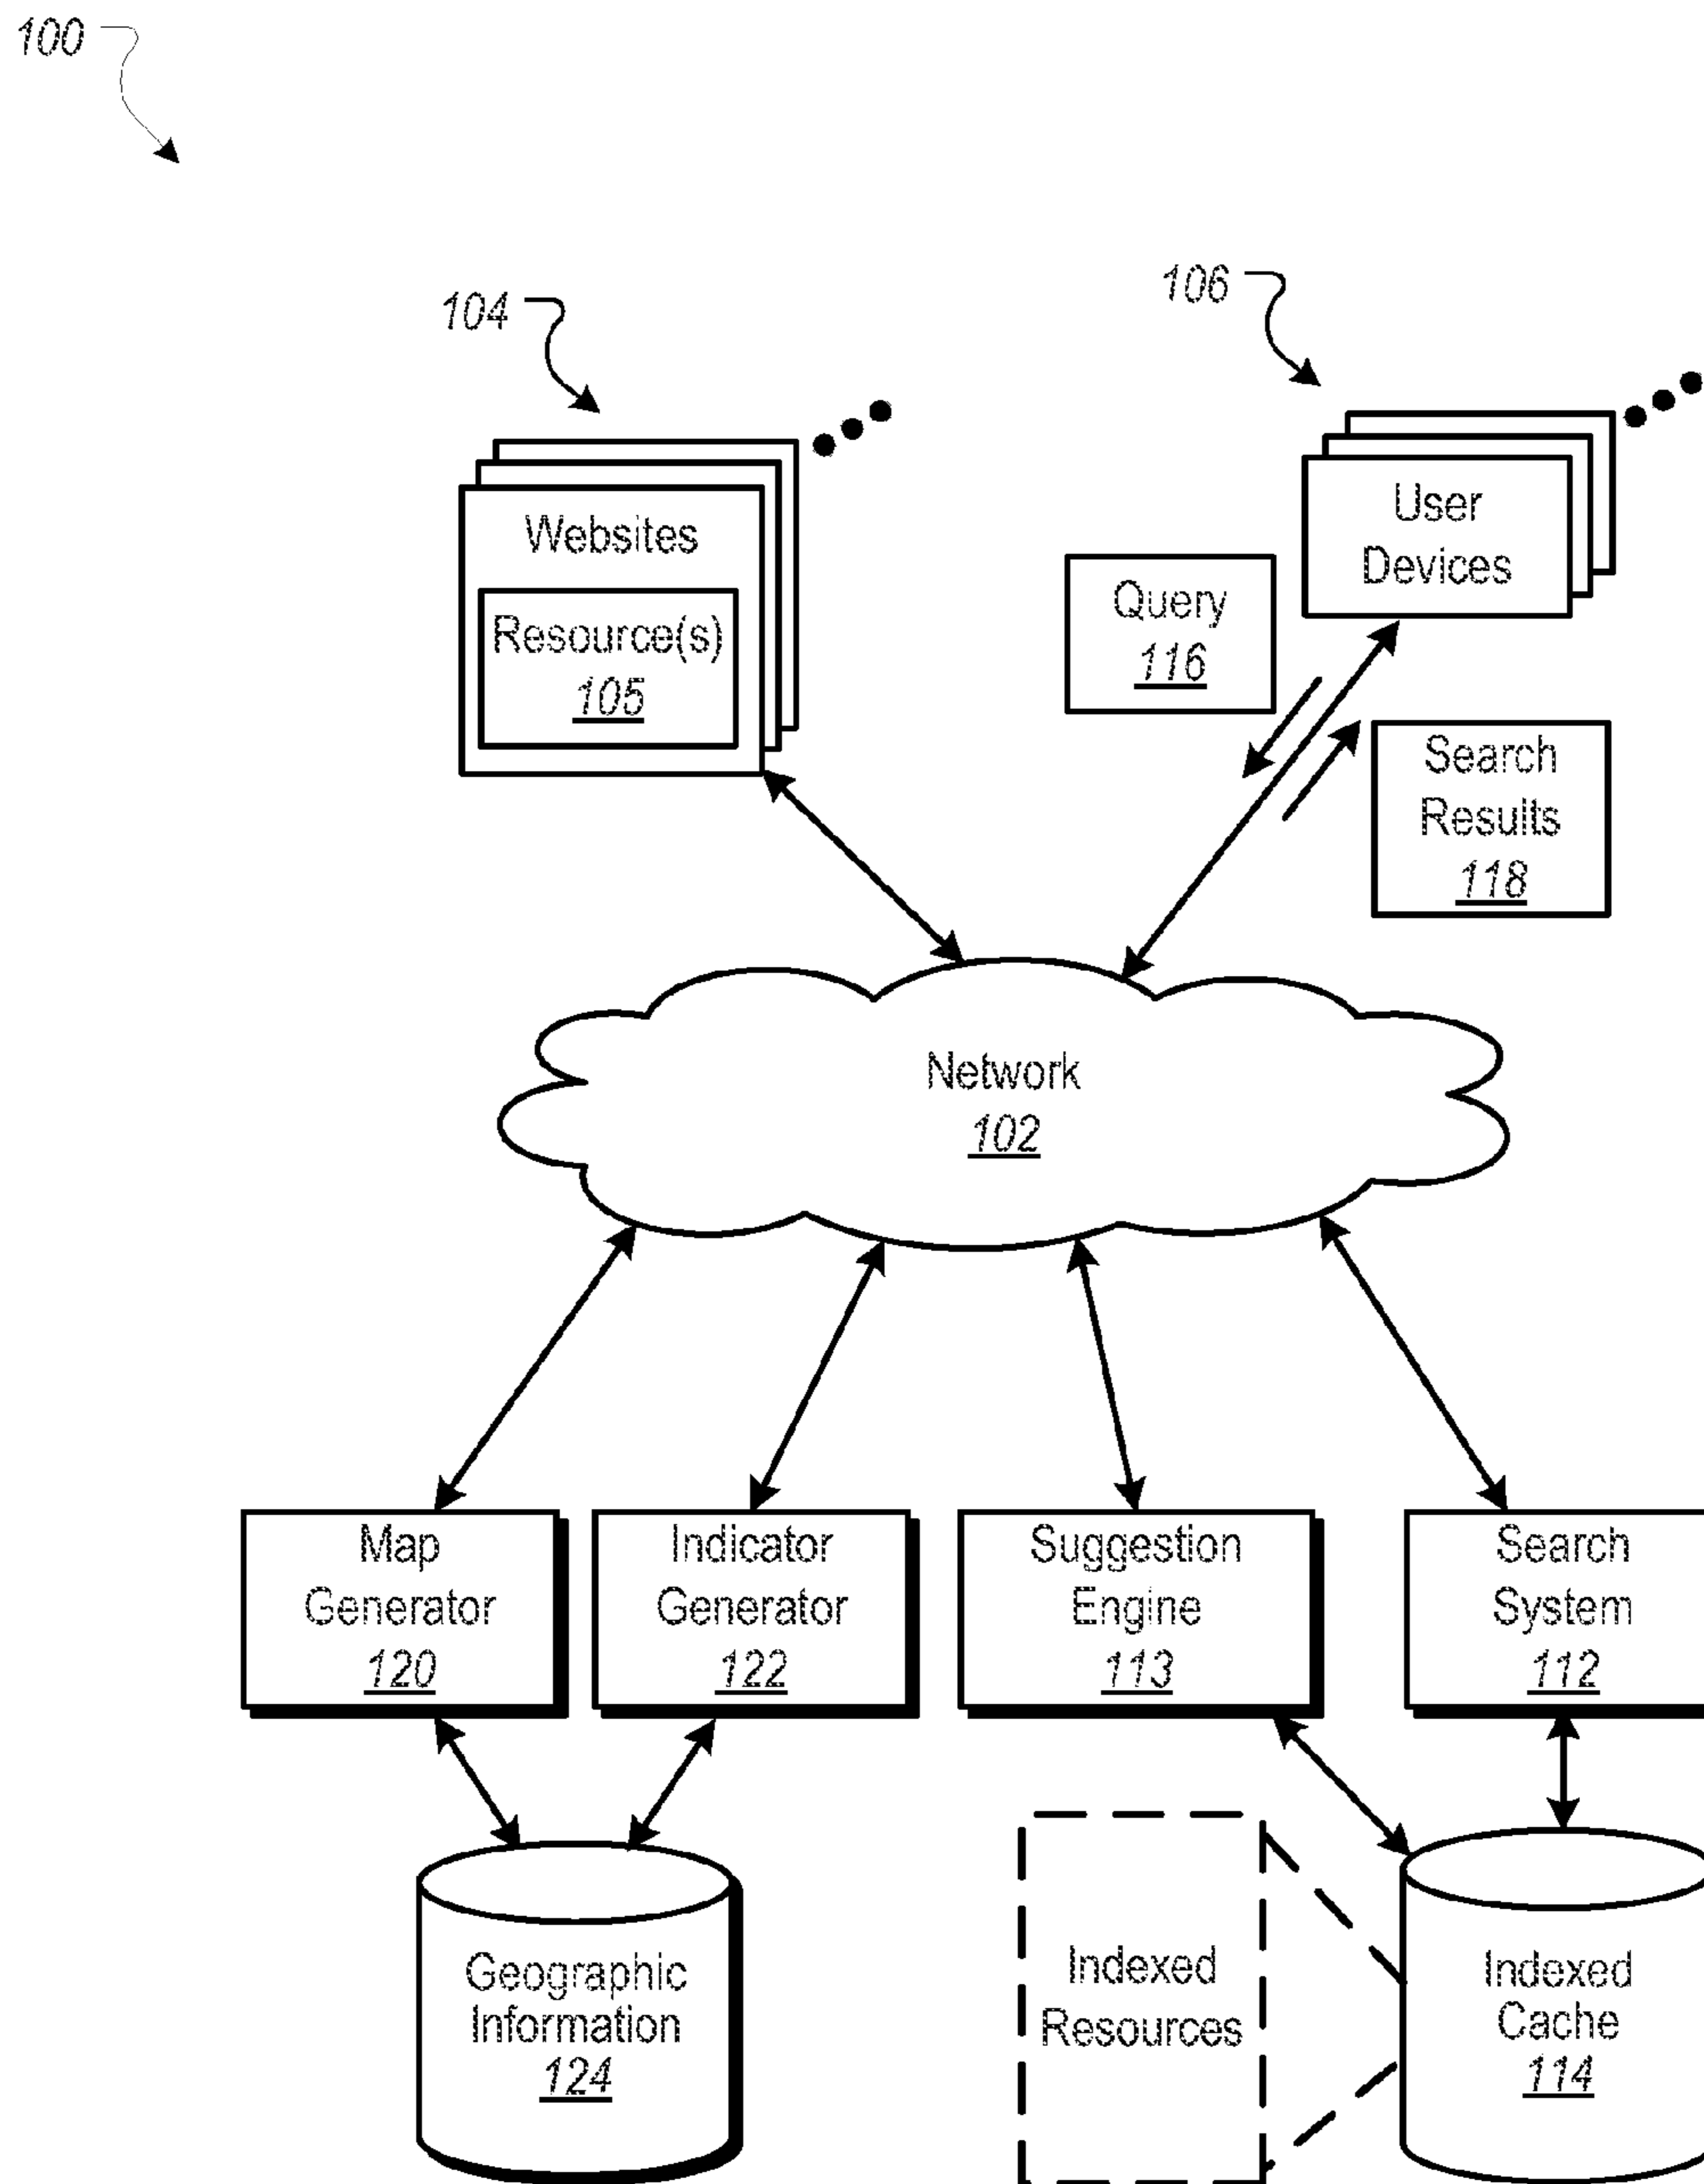 100
104
106
Websites
Resource(s)
105
User
Devices
Query
116
Search
Results
118
Network
102
Map
Generator
120
Indicator
Generator
122
Suggestion
Engine
113
Search
System
112
Geographic
Information
124
Indexed
Resources
Indexed
Cache
114